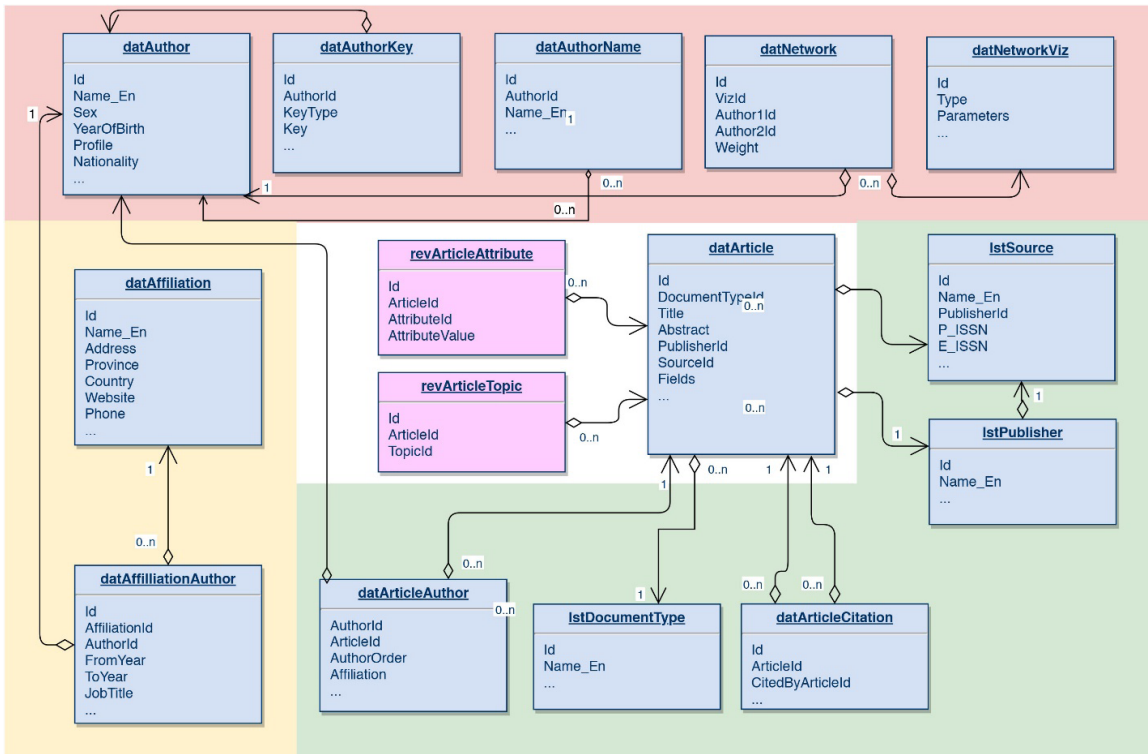 datAuthor
Id
Name_En
Sex
YearOfBirth
Profile
Nationality
...
datAuthorKey
Id
AuthorId
KeyType
Key
...
datAuthorName
Id
AuthorId
Name_En
1
...
datNetwork
Id
VizId
Author1Id
Author2Id
Weight
datNetworkViz
Id
Type
Parameters
...
1
1
0..n
0..n
0..n
datAffiliation
Id
Name_En
Address
Province
Country
Website
Phone
...
revArticleAttribute
Id
ArticleId
AttributeId
AttributeValue
0..n
revArticleTopic
Id
ArticleId
TopicId
0..n
datArticle
Id
DocumentTypeId
0..n
Title
Abstract
PublisherId
SourceId
Fields
...
0..n
lstSource
Id
Name_En
PublisherId
P_ISSN
E_ISSN
...
1
1
lstPublisher
Id
Name_En
...
1
0..n
1
0..n
1
1
0..n
0..n
0..n
datAffilliationAuthor
Id
AffiliationId
AuthorId
FromYear
ToYear
JobTitle
...
datArticleAuthor
0..n
AuthorId
ArticleId
AuthorOrder
Affiliation
...
1
lstDocumentType
Id
Name_En
...
datArticleCitation
Id
ArticleId
CitedByArticleId
...